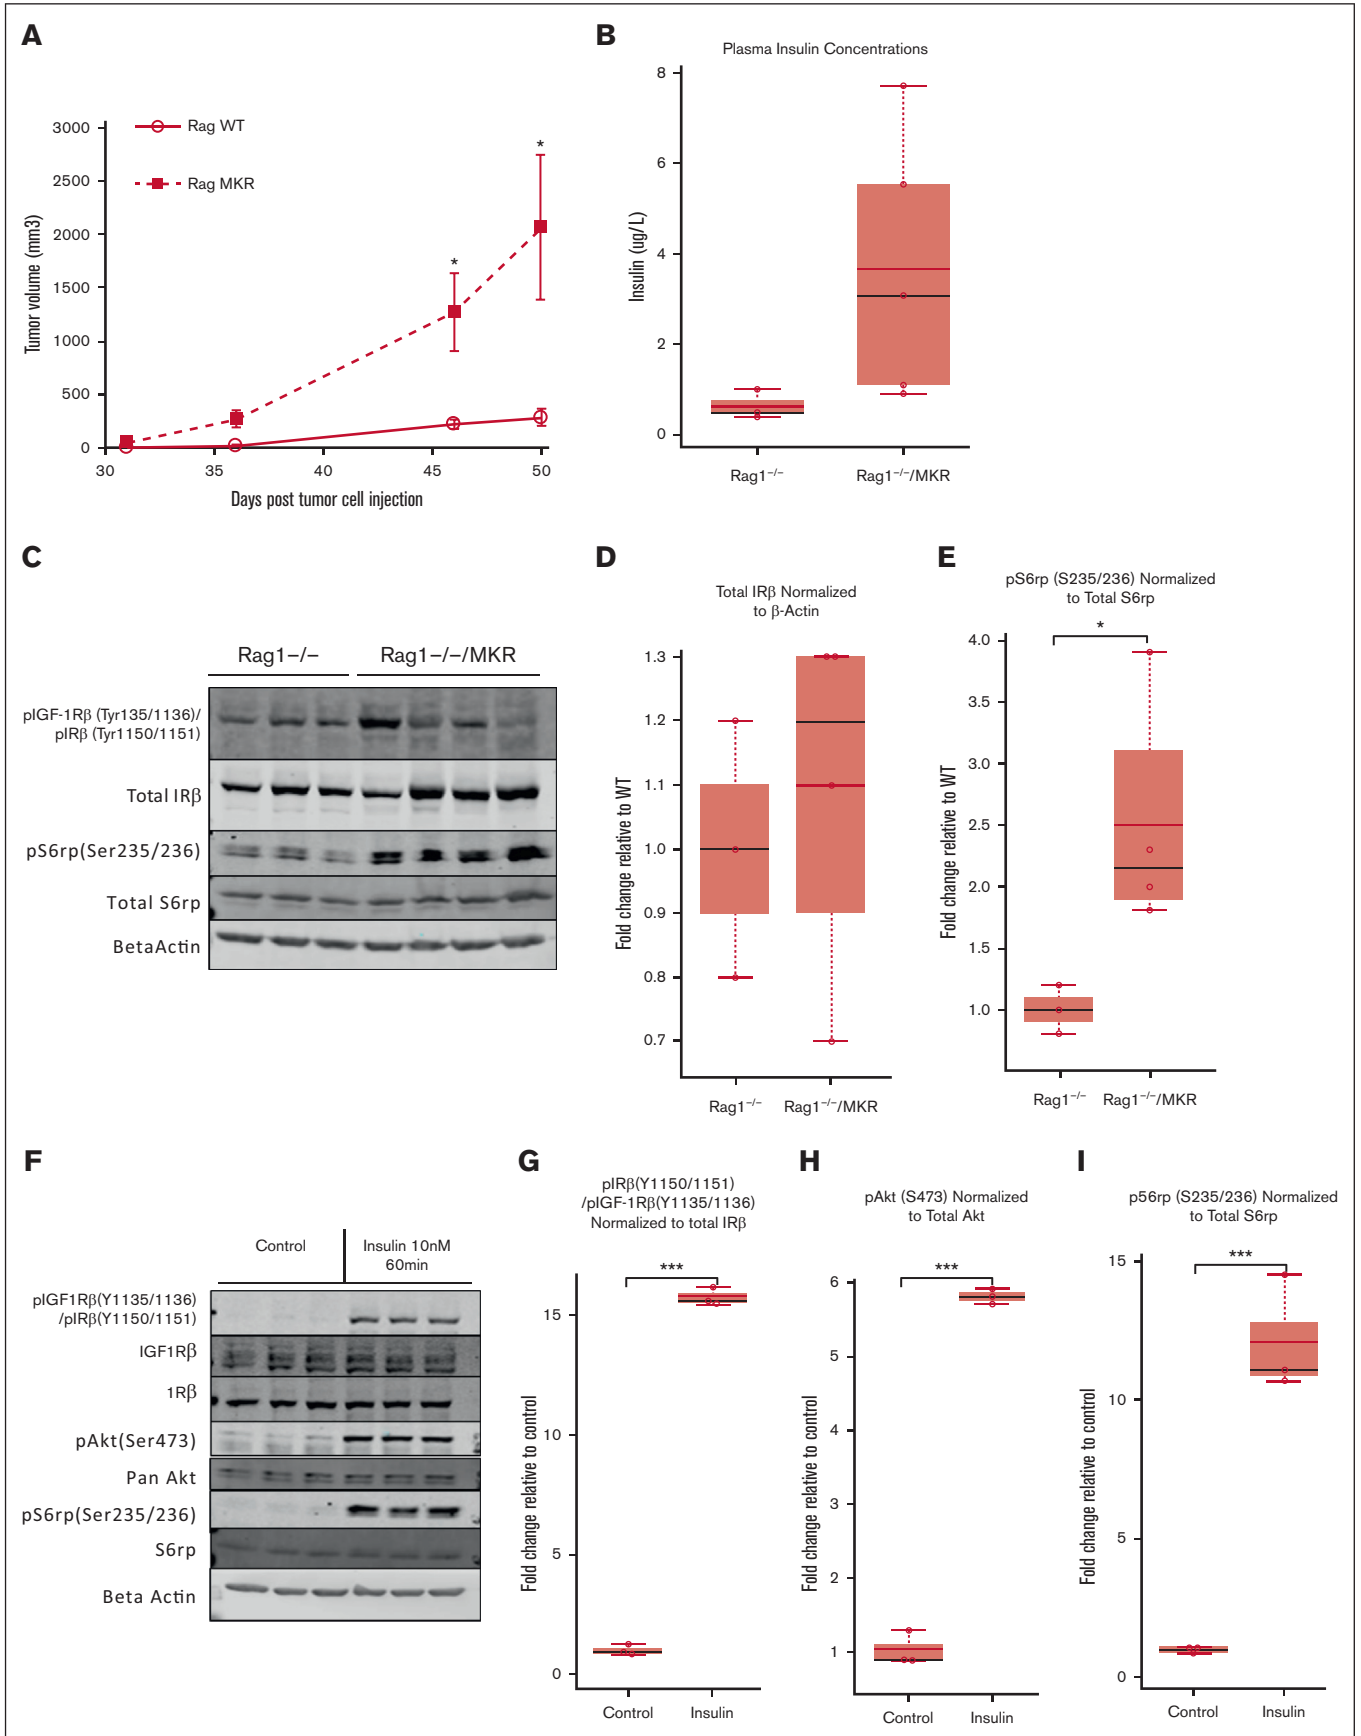 A
3000
2500
2000
1500
1000
500
0
30
35
40
45
50
Tumor volume (mm3)
Days post tumor cell injection
Rag WT
Rag MKR
*
*
B
Plasma Insulin Concentrations
8
6
4
2
0
Insulin (ug/L)
Rag1−/−
Rag1−/−/MKR
C
Rag1−/−
Rag1−/−/MKR
pIGF-1Rβ (Tyr135/1136)/
pIRβ (Tyr1150/1151)
Total IRβ
pS6rp(Ser235/236)
Total S6rp
BetaActin
D
Total IRβ Normalized
to β-Actin
1.3
1.2
1.1
1.0
0.9
0.8
0.7
Fold change relative to WT
Rag1−/−
Rag1−/−/MKR
E
pS6rp (S235/236) Normalized
to Total S6rp
*
4.0
3.5
3.0
2.5
2.0
1.5
1.0
Fold change relative to WT
Rag1−/−
Rag1−/−/MKR
F
Control
Insulin 10nM
60min
pIGF1Rβ(Y1135/1136)
/pIRβ(Y1150/1151)
IGF1Rβ
1Rβ
pAkt(Ser473)
Pan Akt
pS6rp(Ser235/236)
S6rp
Beta Actin
G
pIRβ(Y1150/1151)
/pIGF-1Rβ(Y1135/1136)
Normalized to total IRβ
***
15
10
5
0
Fold change relative to control
Control
Insulin
H
pAkt (S473) Normalized
to Total Akt
***
6
5
4
3
2
1
Fold change relative to control
Control
Insulin
I
p56rp (S235/236) Normalized
to Total S6rp
***
15
10
5
0
Fold change relative to control
Control
Insulin